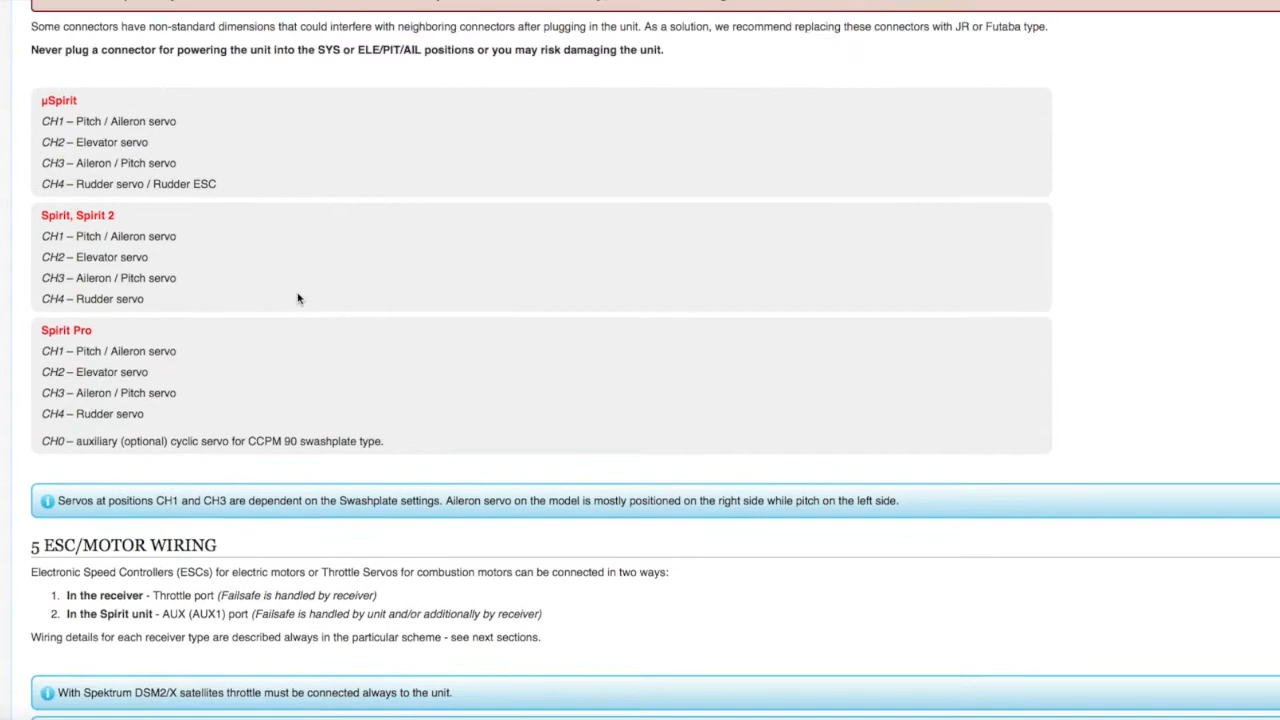 Some connectors have non-standard dimensions that could interfere with neighboring connectors after plugging in the unit. As a solution, we recommend replacing these connectors with JR or Futaba type.
Never plug a connector for powering the unit into the SYS or ELE/PIT/AIL positions or you may risk damaging the unit.
µSpirit
CH1 – Pitch / Aileron servo
CH2 – Elevator servo
CH3 – Aileron / Pitch servo
CH4 – Rudder servo / Rudder ESC
Spirit, Spirit 2
CH1 – Pitch / Aileron servo
CH2 – Elevator servo
CH3 – Aileron / Pitch servo
CH4 – Rudder servo
Spirit Pro
CH1 – Pitch / Aileron servo
CH2 – Elevator servo
CH3 – Aileron / Pitch servo
CH4 – Rudder servo
CH0 – auxiliary (optional) cyclic servo for CCPM 90 swashplate type.
Servos at positions CH1 and CH3 are dependent on the Swashplate settings. Aileron servo on the model is mostly positioned on the right side while pitch on the left side.
5 ESC/MOTOR WIRING
Electronic Speed Controllers (ESCs) for electric motors or Throttle Servos for combustion motors can be connected in two ways:
1. In the receiver - Throttle port (Failsafe is handled by receiver)
2. In the Spirit unit - AUX (AUX1) port (Failsafe is handled by unit and/or additionally by receiver)
Wiring details for each receiver type are described always in the particular scheme - see next sections.
With Spektrum DSM2/X satellites throttle must be connected always to the unit.